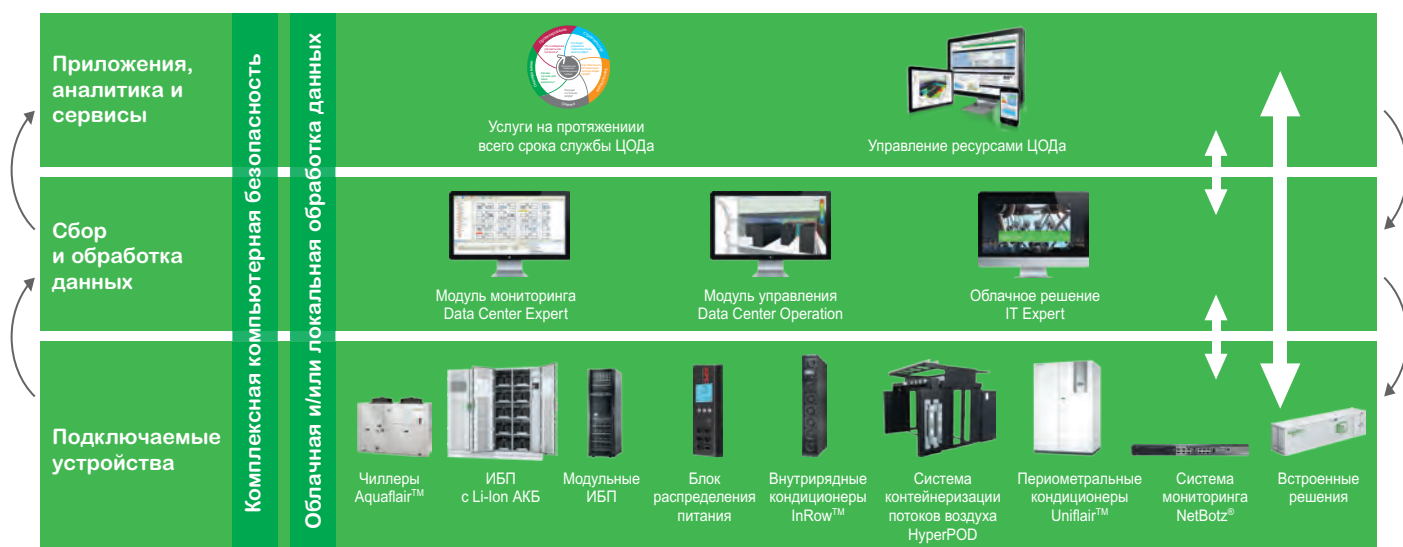 Приложения,
аналитика и
сервисы
Комплексная компьютерная безопасность
Облачная и/или локальная обработка данных
Услуги на протяжениии
всего срока службы ЦОДа
Управление ресурсами ЦОДа
Сбор
и обработка
данных
Модуль мониторинга
Data Center Expert
Модуль управления
Data Center Operation
Облачное решение
IT Expert
Подключаемые
устройства
Чиллеры
Aquaflair™
ИБП
с Li-Ion АКБ
Модульные
ИБП
Блок
распределения
питания
Внутрирядные
кондиционеры
InRow™
Система
контейнеризации
потоков воздуха
HyperPOD
Периометральные
кондиционеры
Uniflair™
Система
мониторинга
NetBotz®
Встроенные
решения